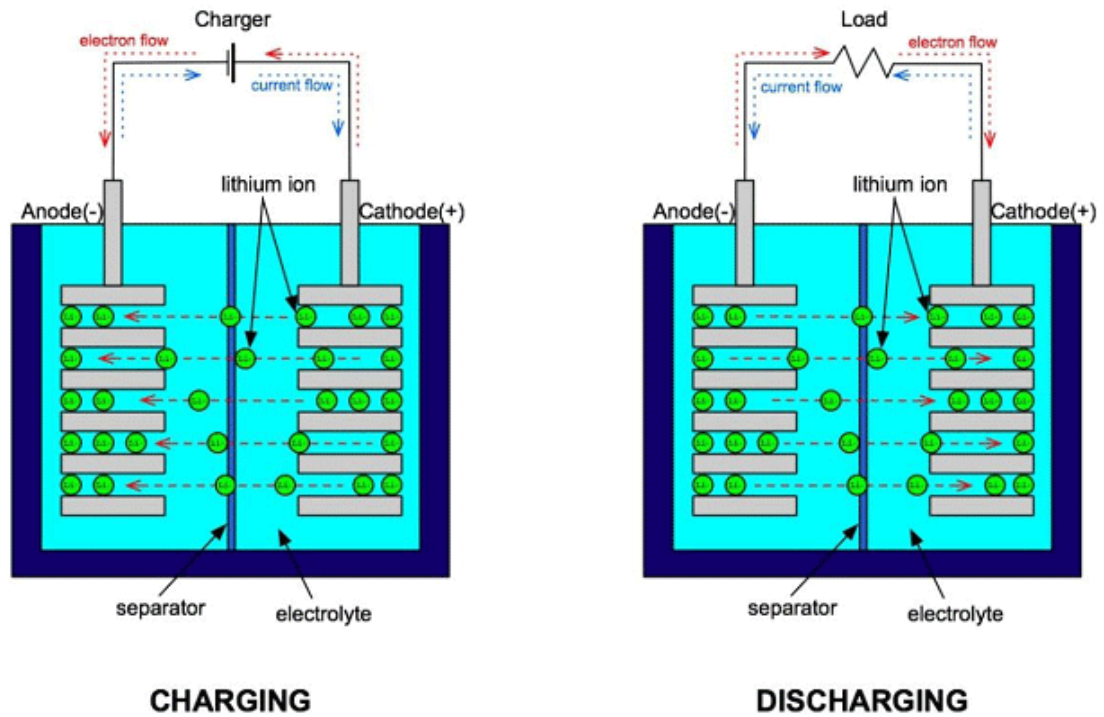 Charger
electron flow
current flow
lithium ion
Anode(-)
Cathode(+)
separator
electrolyte
CHARGING
Load
electron flow
current flow
lithium ion
Anode(-)
Cathode(+)
separator
electrolyte
DISCHARGING